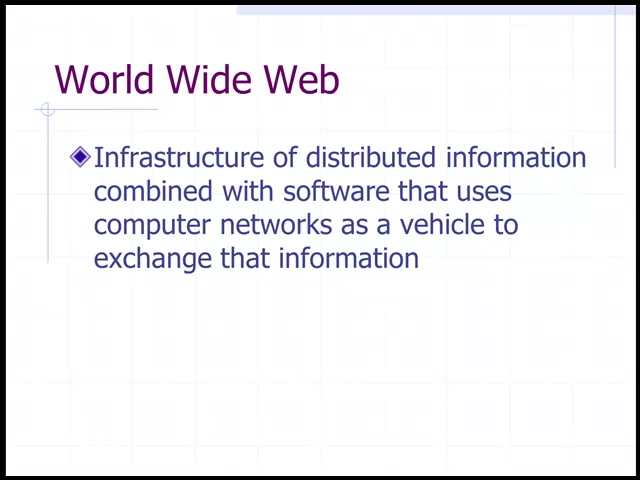 World Wide Web
Infrastructure of distributed information
combined with software that uses
computer networks as a vehicle to
exchange that information